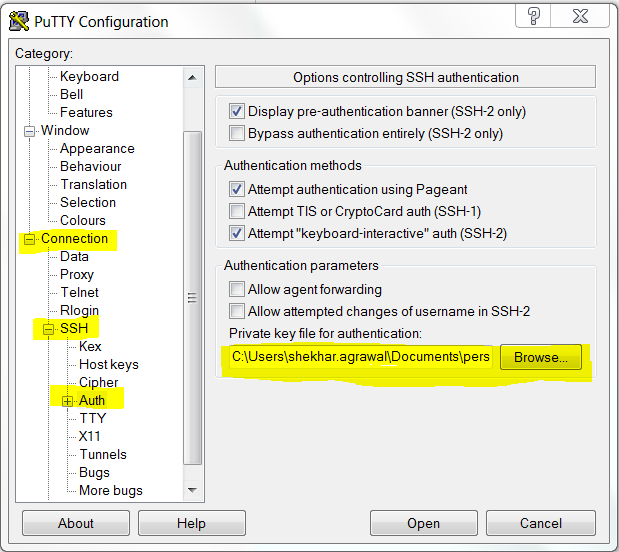 PuTTY Configuration
Category:
Keyboard
Bell
Features
Window
Appearance
Behaviour
Translation
Selection
Colours
Connection
Data
Proxy
Telnet
Rlogin
SSH
Kex
Host keys
Cipher
Auth
TTY
X11
Tunnels
Bugs
More bugs
Options controlling SSH authentication
Display pre-authentication banner (SSH-2 only)
Bypass authentication entirely (SSH-2 only)
Authentication methods
Attempt authentication using Pageant
Attempt TIS or CryptoCard auth (SSH-1)
Attempt "keyboard-interactive" auth (SSH-2)
Authentication parameters
Allow agent forwarding
Allow attempted changes of username in SSH-2
Private key file for authentication:
C:\Users\shekhar.agrawal\Documents\pers
Browse...
About
Help
Open
Cancel